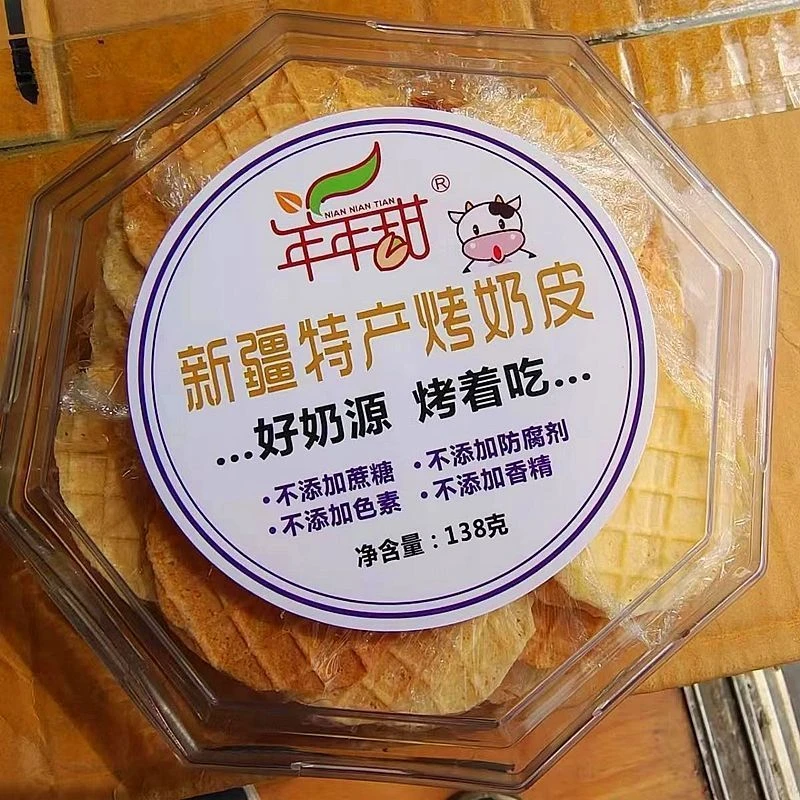 NIAN NIAN TIAN
年年甜®
新疆特产烤奶皮
...好奶源 烤着吃...
·不添加蔗糖 ·不添加防腐剂
·不添加色素 ·不添加香精
净含量：138克